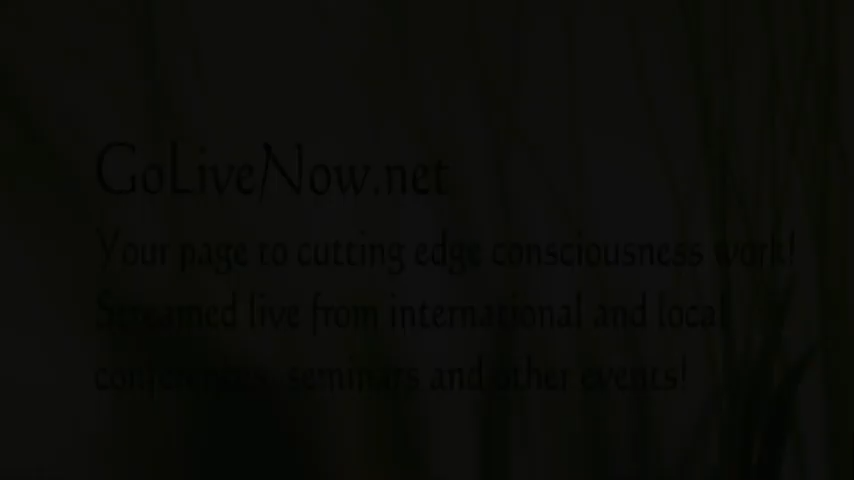 GoLiveNow.net
Your page to cutting edge consciousness work!
Streamed live from international and local
conferences, seminars and other events!